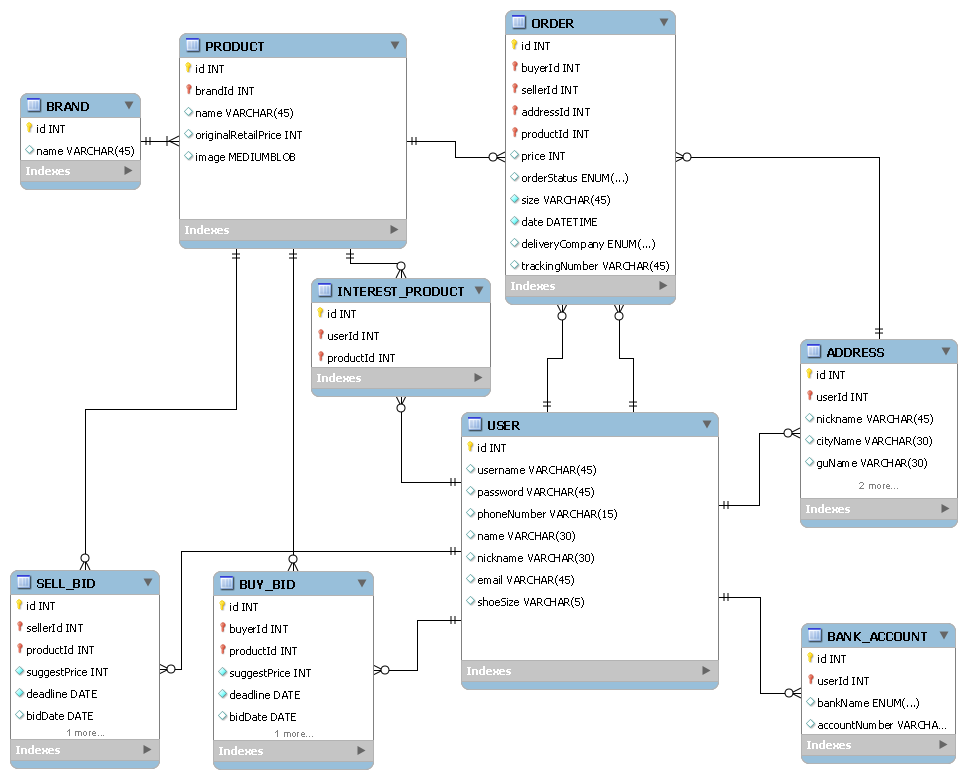 BRAND
id INT
name VARCHAR(45)
Indexes
PRODUCT
id INT
brandId INT
name VARCHAR(45)
originalRetailPrice INT
image MEDIUMBLOB
Indexes
ORDER
id INT
buyerId INT
sellerId INT
addressId INT
productId INT
price INT
orderStatus ENUM(...)
size VARCHAR(45)
date DATETIME
deliveryCompany ENUM(...)
trackingNumber VARCHAR(45)
Indexes
INTEREST_PRODUCT
id INT
userId INT
productId INT
Indexes
ADDRESS
id INT
userId INT
nickname VARCHAR(45)
cityName VARCHAR(30)
guName VARCHAR(30)
2 more...
Indexes
USER
id INT
username VARCHAR(45)
password VARCHAR(45)
phoneNumber VARCHAR(15)
name VARCHAR(30)
nickname VARCHAR(30)
email VARCHAR(45)
shoeSize VARCHAR(5)
Indexes
SELL_BID
id INT
sellerId INT
productId INT
suggestPrice INT
deadline DATE
bidDate DATE
1 more...
Indexes
BUY_BID
id INT
buyerId INT
productId INT
suggestPrice INT
deadline DATE
bidDate DATE
1 more...
Indexes
BANK_ACCOUNT
id INT
userId INT
bankName ENUM(...)
accountNumber VARCHA...
Indexes